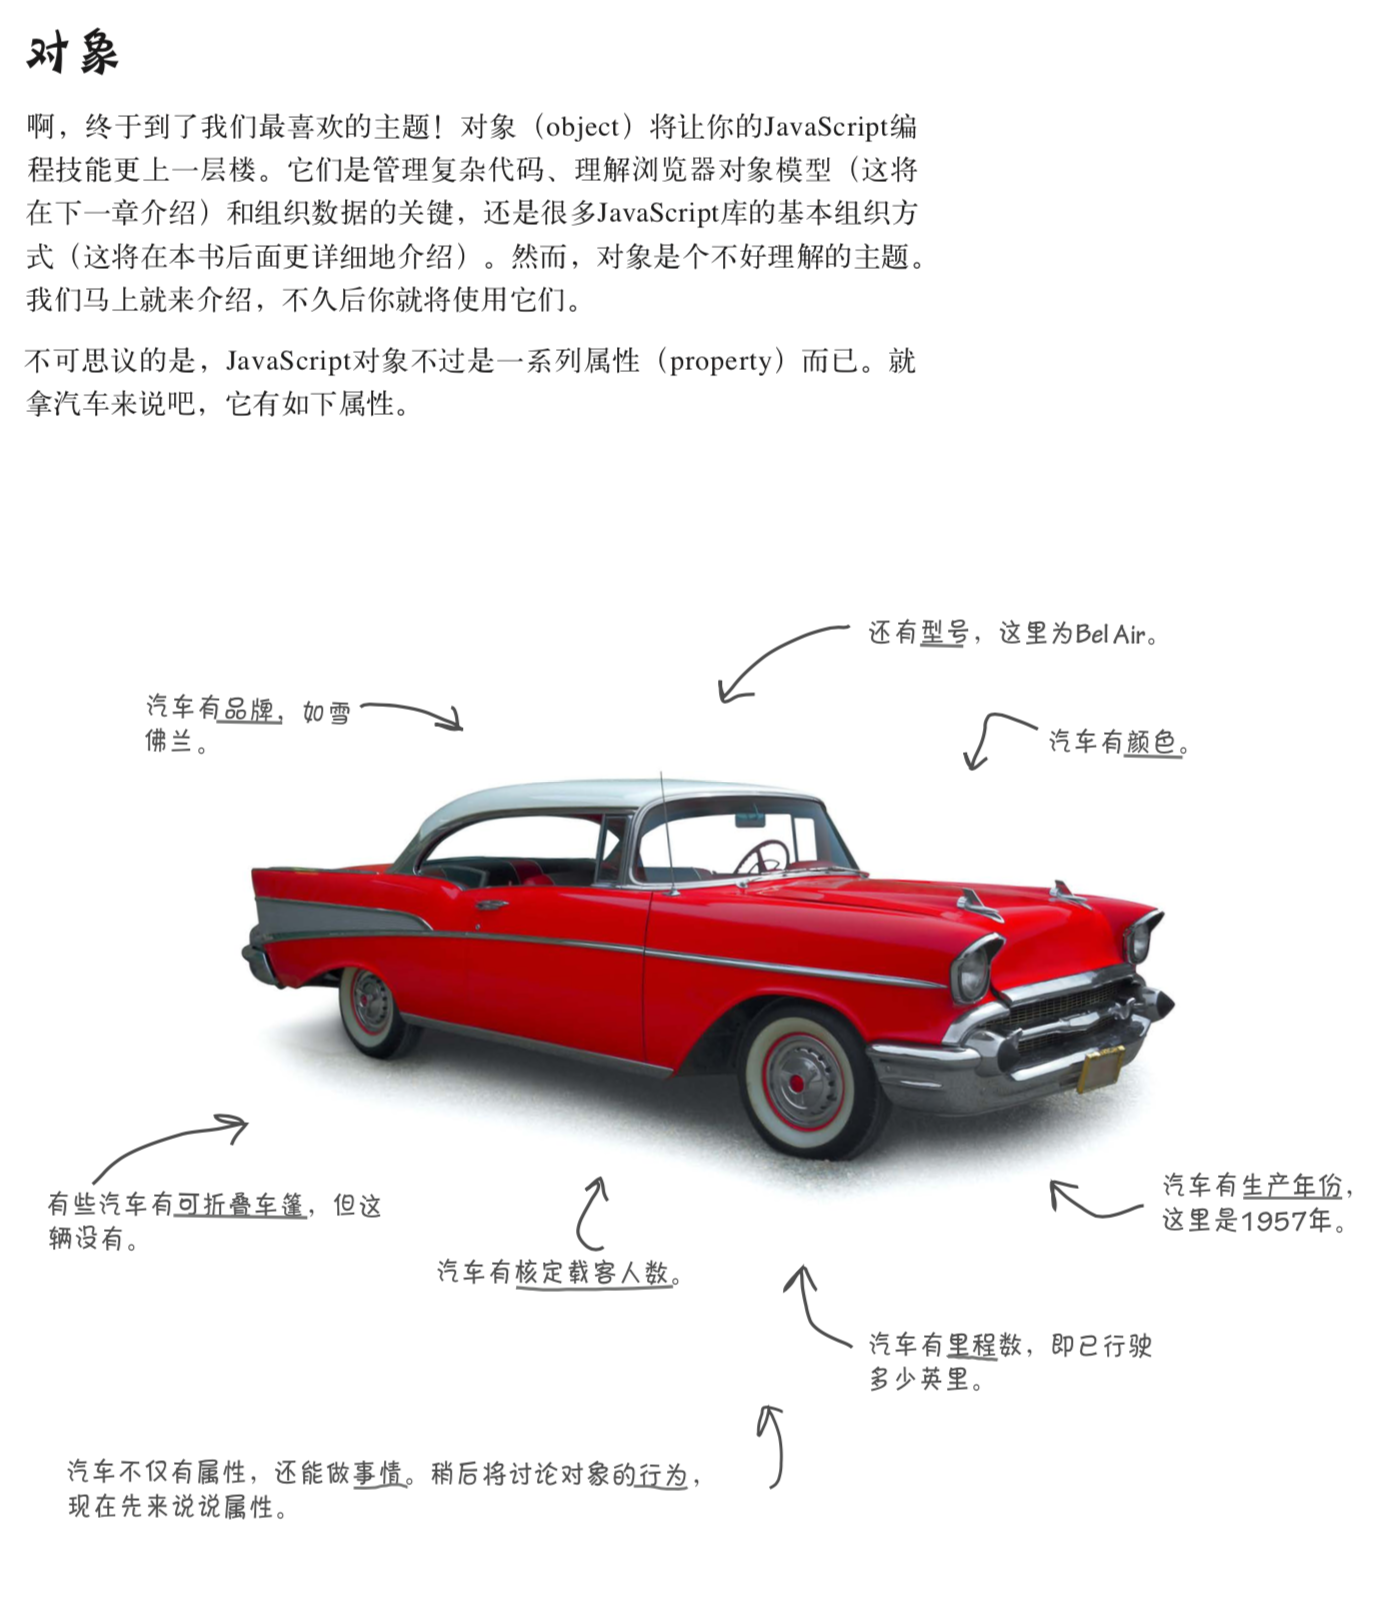 对象
啊，终于到了我们最喜欢的主题！对象（object）将让你的JavaScript编
程技能更上一层楼。它们是管理复杂代码、理解浏览器对象模型（这将
在下一章介绍）和组织数据的关键，还是很多JavaScript库的基本组织方
式（这将在本书后面更详细地介绍）。然而，对象是个不好理解的主题。
我们马上就来介绍，不久后你就将使用它们。
不可思议的是，JavaScript对象不过是一系列属性（property）而已。就
拿汽车来说吧，它有如下属性。
还有型号，这里为Bel Air。
汽车有品牌，如雪
佛兰。
汽车有颜色。
有些汽车有可折叠车篷，但这
辆没有。
汽车有核定载客人数。
汽车有生产年份，
这里是1957年。
汽车有里程数，即已行驶
多少英里。
汽车不仅有属性，还能做事情。稍后将讨论对象的行为，
现在先来说说属性。